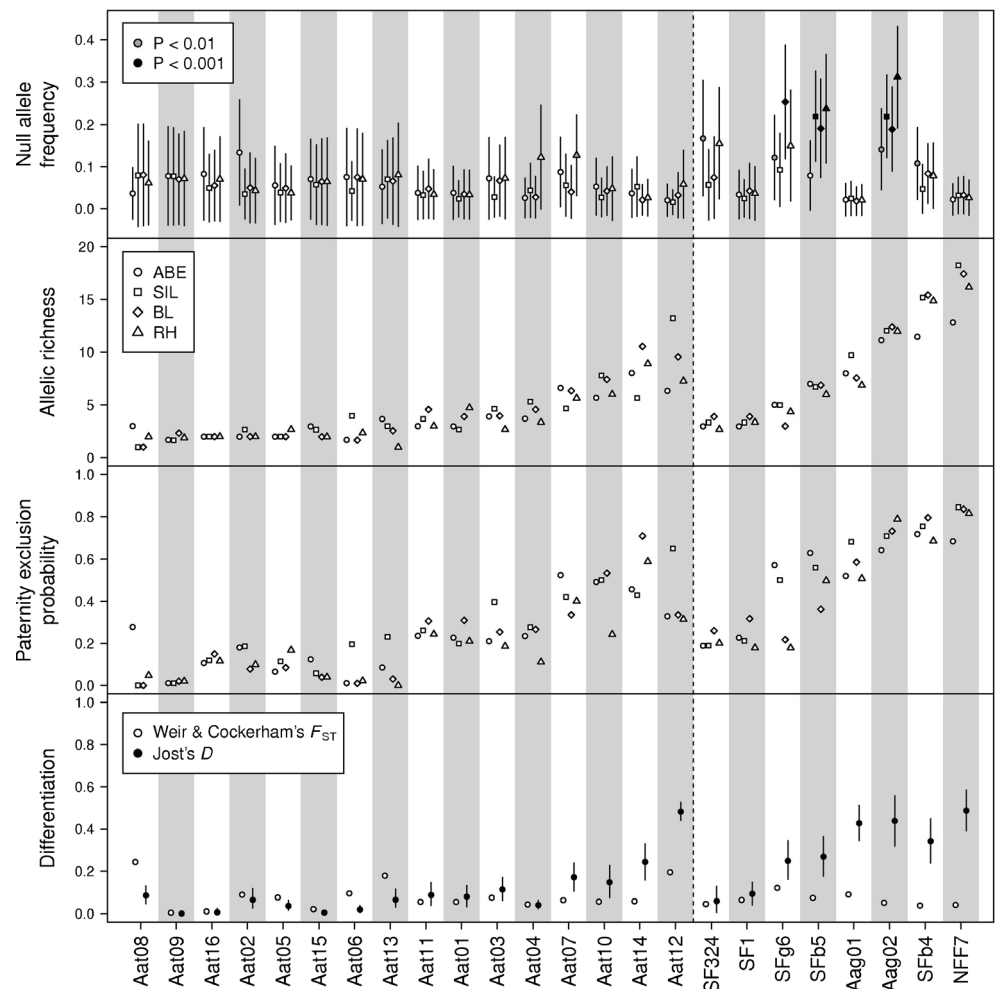 Null allele
frequency
0.4
0.3
0.2
0.1
0.0
P < 0.01
P < 0.001
Allelic richness
20
15
10
5
0
ABE
SIL
BL
RH
Paternity exclusion
probability
1.0
0.8
0.6
0.4
0.2
0.0
Differentiation
1.0
0.8
0.6
0.4
0.2
0.0
Weir & Cockerham's FST
Jost's D
Aat08
Aat09
Aat16
Aat02
Aat05
Aat15
Aat06
Aat13
Aat11
Aat01
Aat03
Aat04
Aat07
Aat10
Aat14
Aat12
SF324
SF1
SFg6
SFb5
Aag01
Aag02
SFb4
NFF7